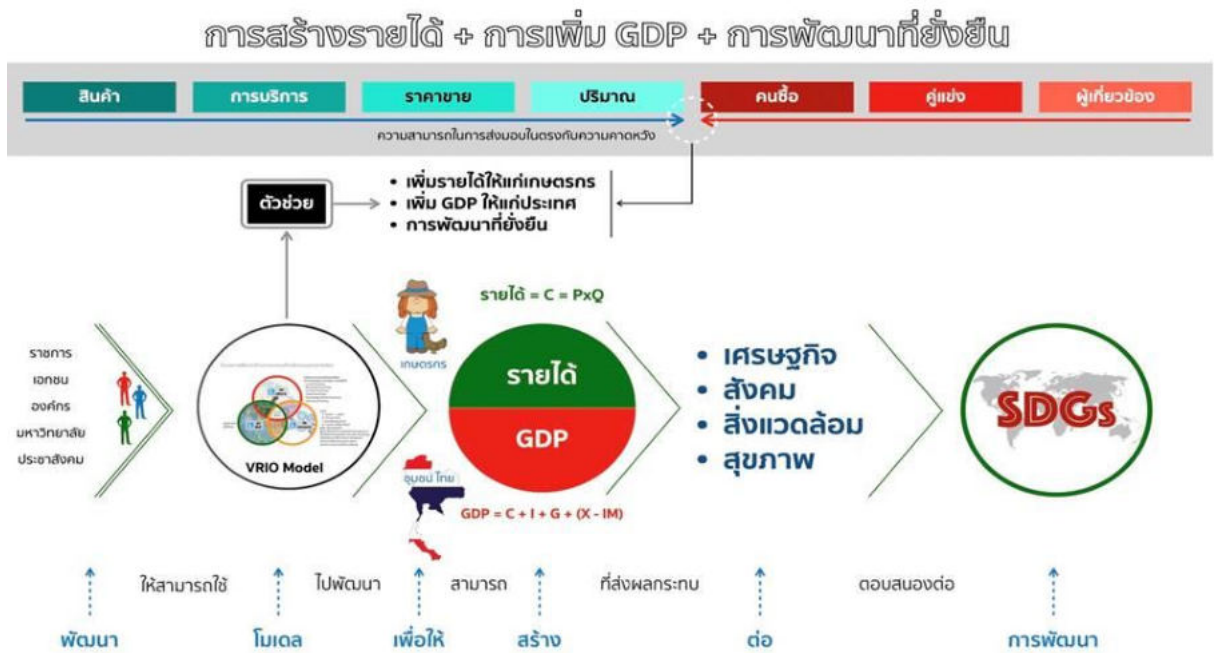 การสร้างรายได้ + การเพิ่ม GDP + การพัฒนาที่ยั่งยืน
สินค้า
การบริการ
ราคาขาย
ปริมาณ
คนซื้อ
คู่แข่ง
ผู้เกี่ยวข้อง
ความสามารถในการส่งมอบในตรงกับความคาดหวัง
ตัวช่วย
• เพิ่มรายได้ให้แก่เกษตรกร
• เพิ่ม GDP ให้แก่ประเทศ
• การพัฒนาที่ยั่งยืน
ราชการ
เอกชน
องค์กร
มหาวิทยาลัย
ประชาสังคม
VRIO Model
เกษตรกร
ชุมชน ไทย
รายได้ = C = PxQ
รายได้
GDP
GDP = C + I + G + (X - IM)
• เศรษฐกิจ
• สังคม
• สิ่งแวดล้อม
• สุขภาพ
SDGs
ให้สามารถใช้
ไปพัฒนา
สามารถ
ที่ส่งผลกระทบ
ตอบสนองต่อ
พัฒนา
โมเดล
เพื่อให้
สร้าง
ต่อ
การพัฒนา